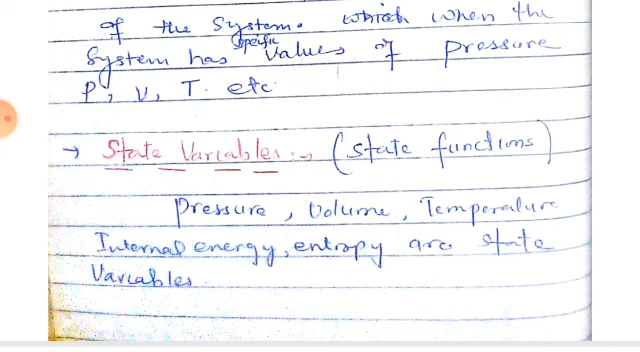 of the system. which when the
system has specific values of pressure
P, V, T. etc.
→ State Variables :→ (state functions)
Pressure, Volume, Temperature
Internal energy, entropy are state
Variables